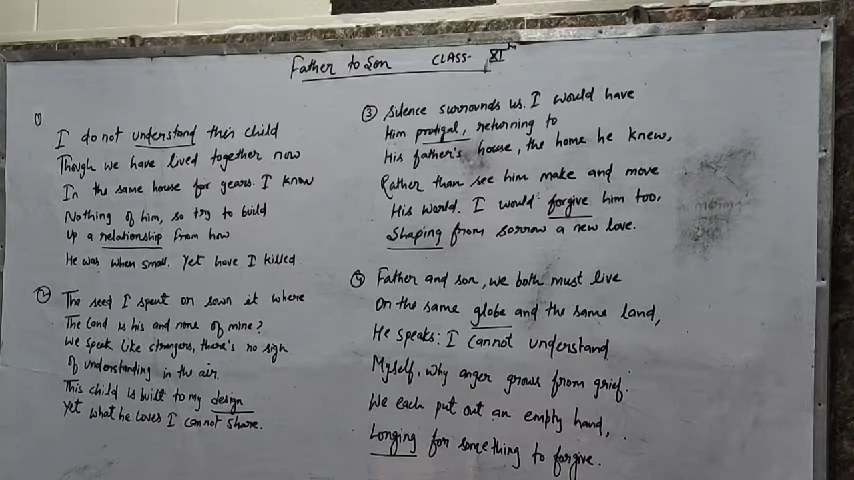 Father to Son CLASS- XIth
①
I do not understand this child
Though we have lived together now
In the same house for years. I know
Nothing of him, so try to build
Up a relationship from how
He was when small. Yet have I killed
② The seed I spent or sown it where
The Land is his and none of mine?
We speak like strangers, there's no sign
Of understanding in the air.
This child is built to my design
Yet what he loves I cannot share.
③ Silence surrounds us. I would have
Him prodigal, returning to
His father's house, the home he knew,
Rather than see him make and move
His World. I would forgive him too,
Shaping from sorrow a new love.
④ Father and son, we both must live
On the same globe and the same land,
He speaks: I cannot understand
Myself, why anger grows from grief.
We each put out an empty hand,
Longing for something to forgive.